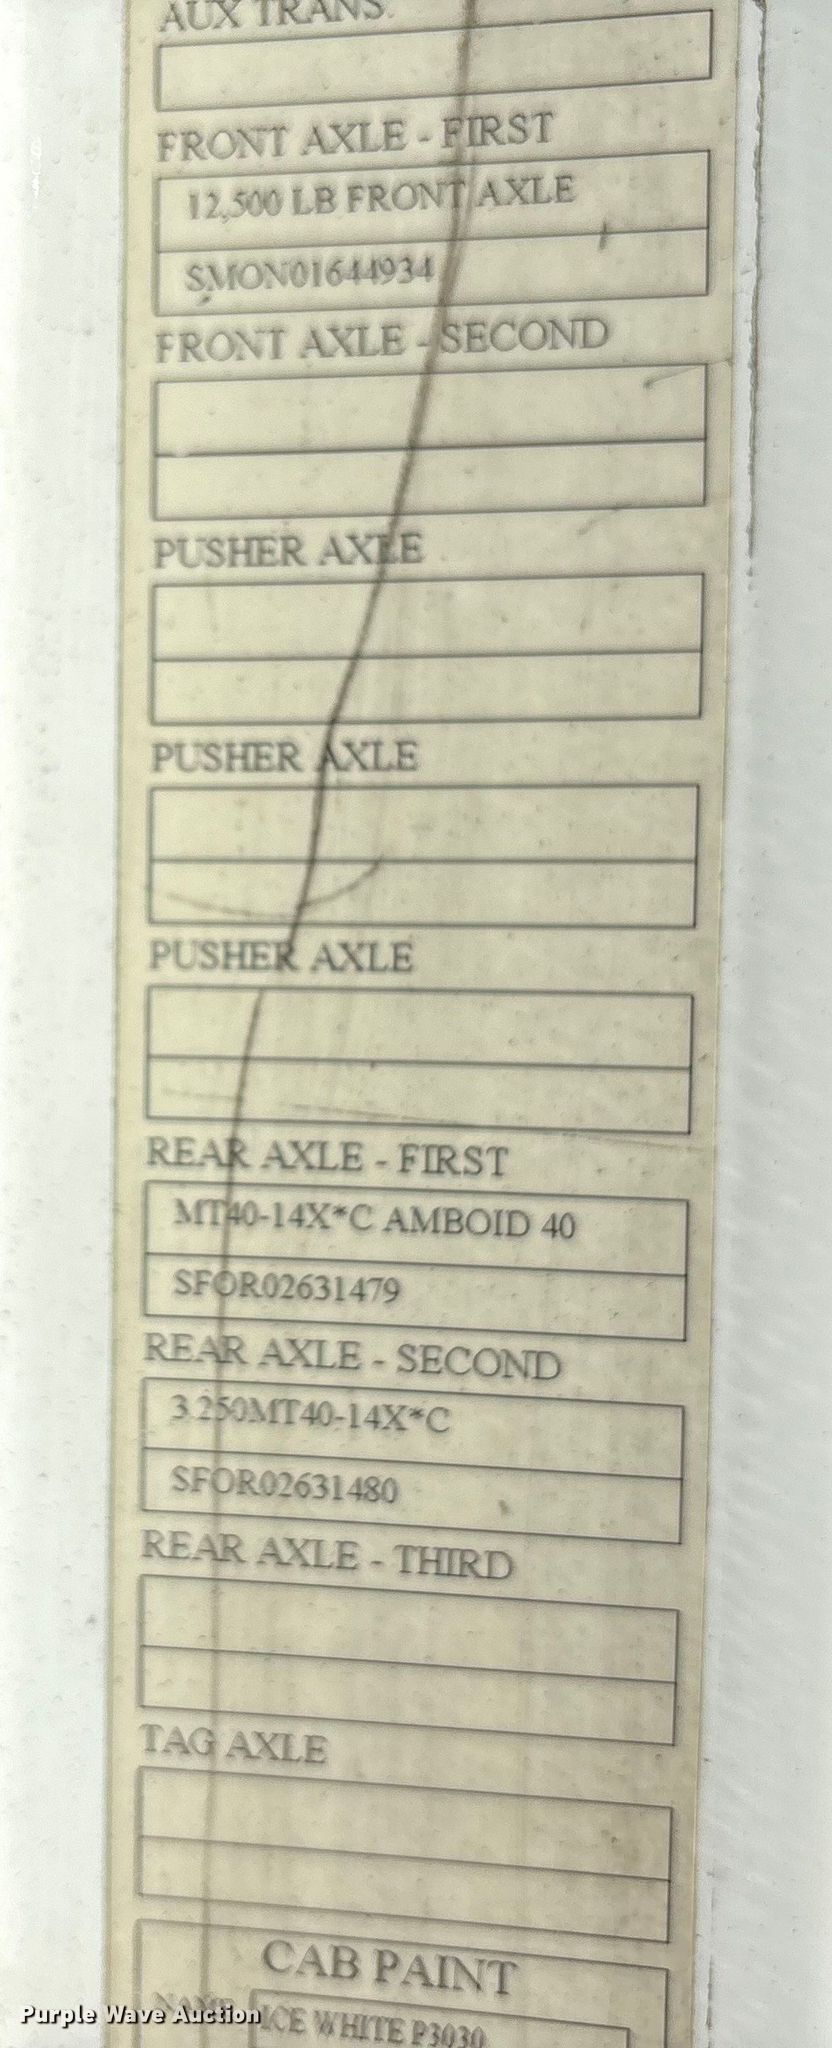 AUX TRANS.
FRONT AXLE - FIRST
12,500 LB FRONT AXLE
SMON01644934
FRONT AXLE - SECOND
PUSHER AXLE
PUSHER AXLE
PUSHER AXLE
REAR AXLE - FIRST
MT40-14X*C AMBOID 40
SFOR02631479
REAR AXLE - SECOND
3.250MT40-14X*C
SFOR02631480
REAR AXLE - THIRD
TAG AXLE
CAB PAINT
NAME ICE WHITE P3030
Purple Wave Auction